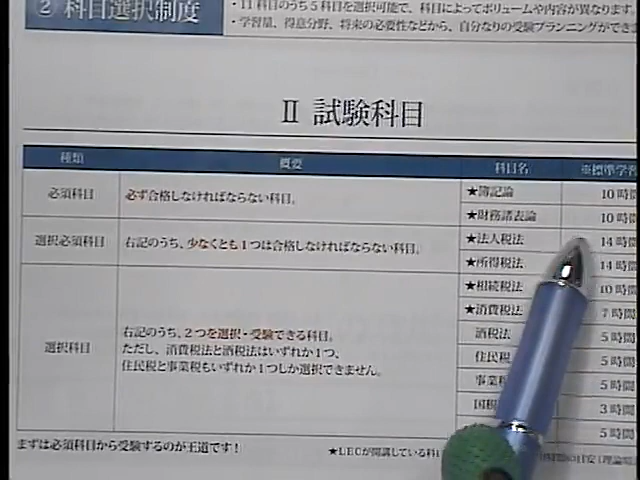 ② 科目選択制度
・11科目のうち5科目を選択可能で、科目によってボリュームや内容が異なります。
・学習量、得意分野、将来の必要性などから、自分なりの受験プランニングができま
Ⅱ 試験科目
種類 概要 科目名 ※標準学習
必須科目 必ず合格しなければならない科目。 ★簿記論 10時間
★財務諸表論 10時間
選択必須科目 右記のうち、少なくとも1つは合格しなければならない科目。 ★法人税法 14時間
★所得税法 14時間
選択科目 右記のうち、2つを選択・受験できる科目。
ただし、消費税法と酒税法はいずれか1つ、
住民税と事業税もいずれか1つしか選択できません。
★相続税法 10時間
★消費税法 7時間
酒税法 5時間
住民 5時間
事業 5時間
国税 3時間
5時間
まずは必須科目から受験するのが王道です！ ★LECが開講している科